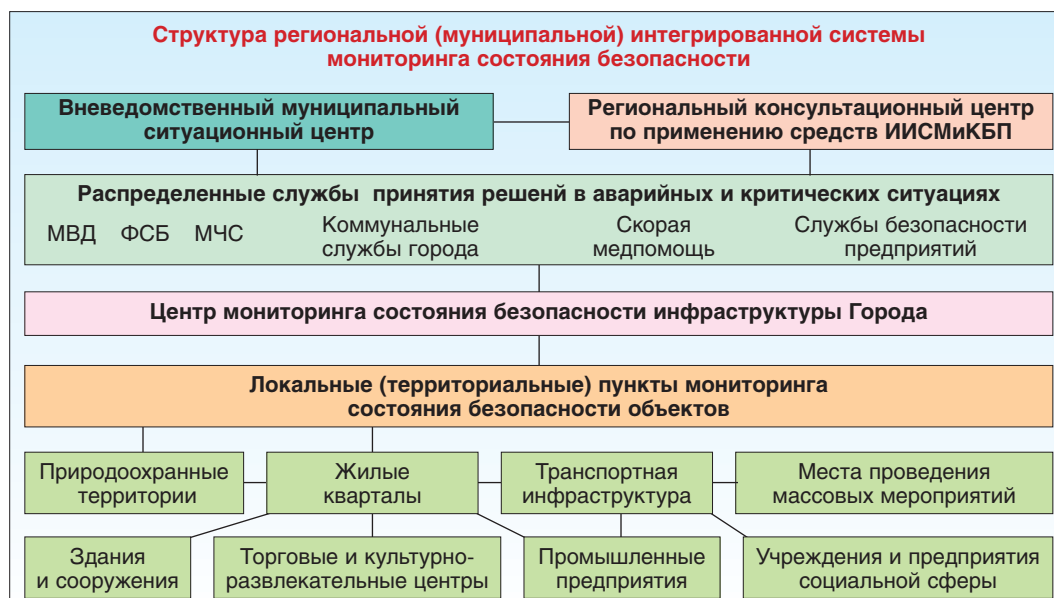 Структура региональной (муниципальной) интегрированной системы
мониторинга состояния безопасности
Вневедомственный муниципальный
ситуационный центр
Региональный консультационный центр
по применению средств ИИСМиКБП
Распределенные службы принятия решенй в аварийных и критических ситуациях
МВД ФСБ МЧС
Коммунальные
службы города
Скорая
медпомощь
Службы безопасности
предприятий
Центр мониторинга состояния безопасности инфраструктуры Города
Локальные (территориальные) пункты мониторинга
состояния безопасности объектов
Природоохранные
территории
Жилые
кварталы
Транспортная
инфраструктура
Места проведения
массовых мероприятий
Здания
и сооружения
Торговые и культурно-
развлекательные центры
Промышленные
предприятия
Учреждения и предприятия
социальной сферы